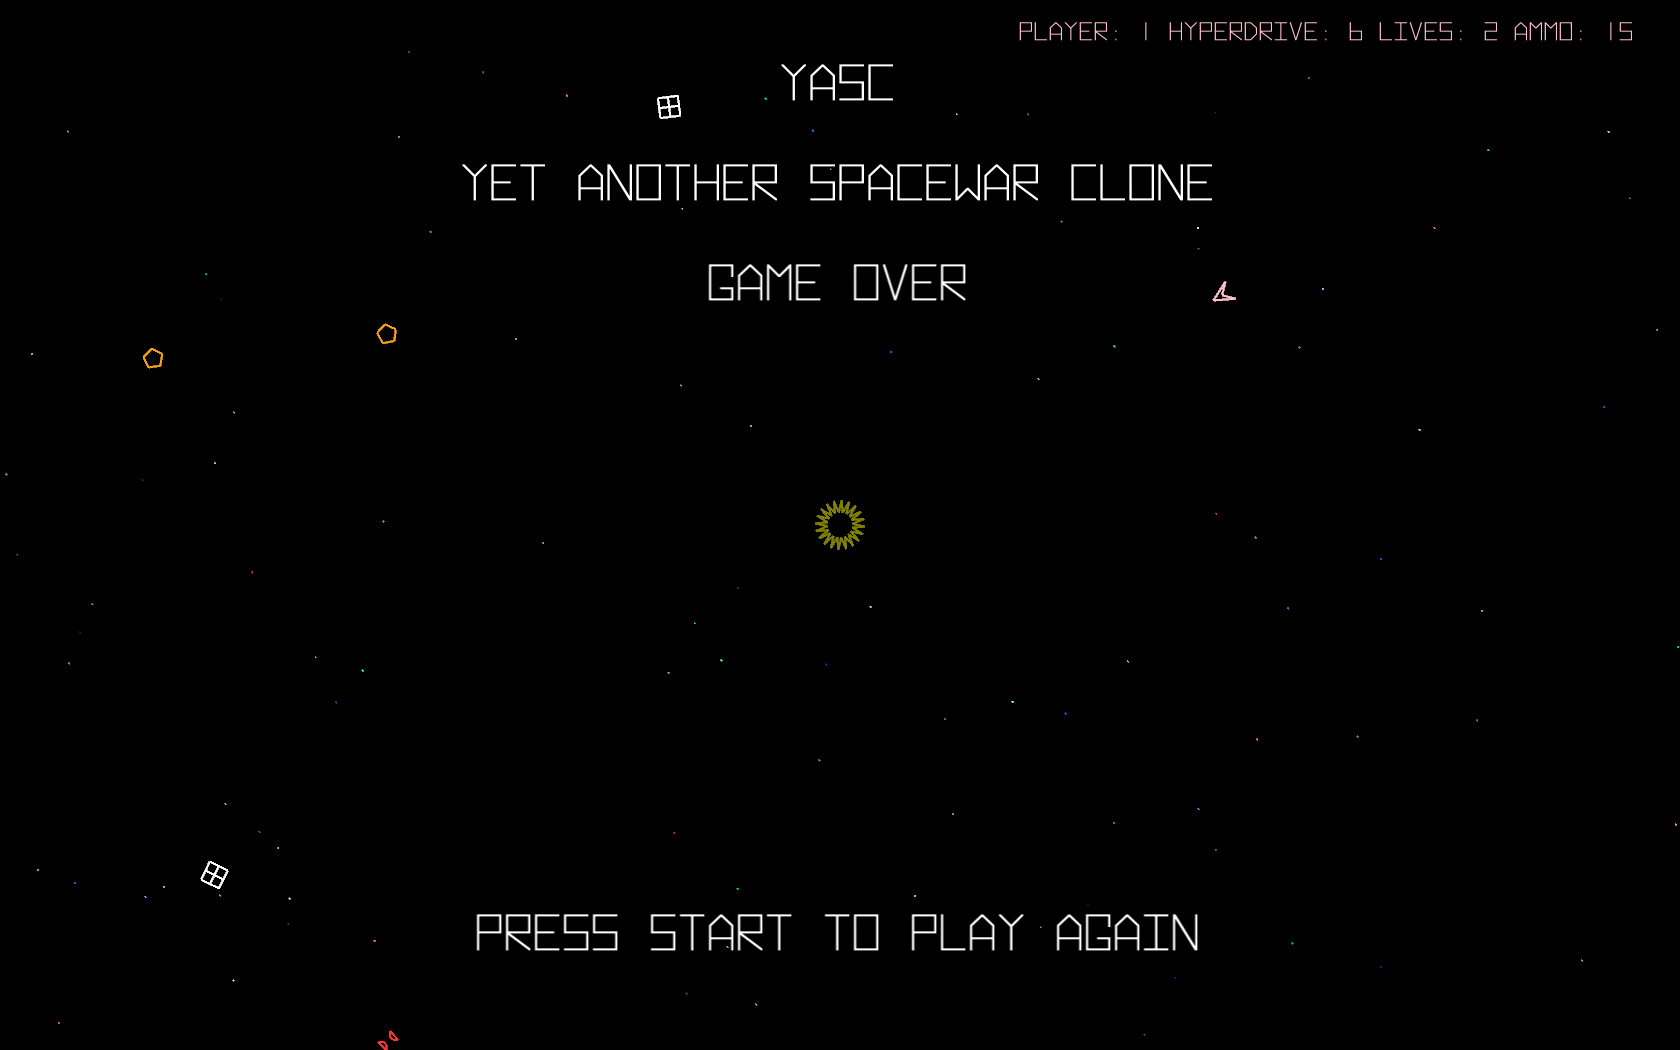 PLAYER: 1 HYPERDRIVE: 6 LIVES: 2 AMMO: 15
YASC
YET ANOTHER SPACEWAR CLONE
GAME OVER
PRESS START TO PLAY AGAIN